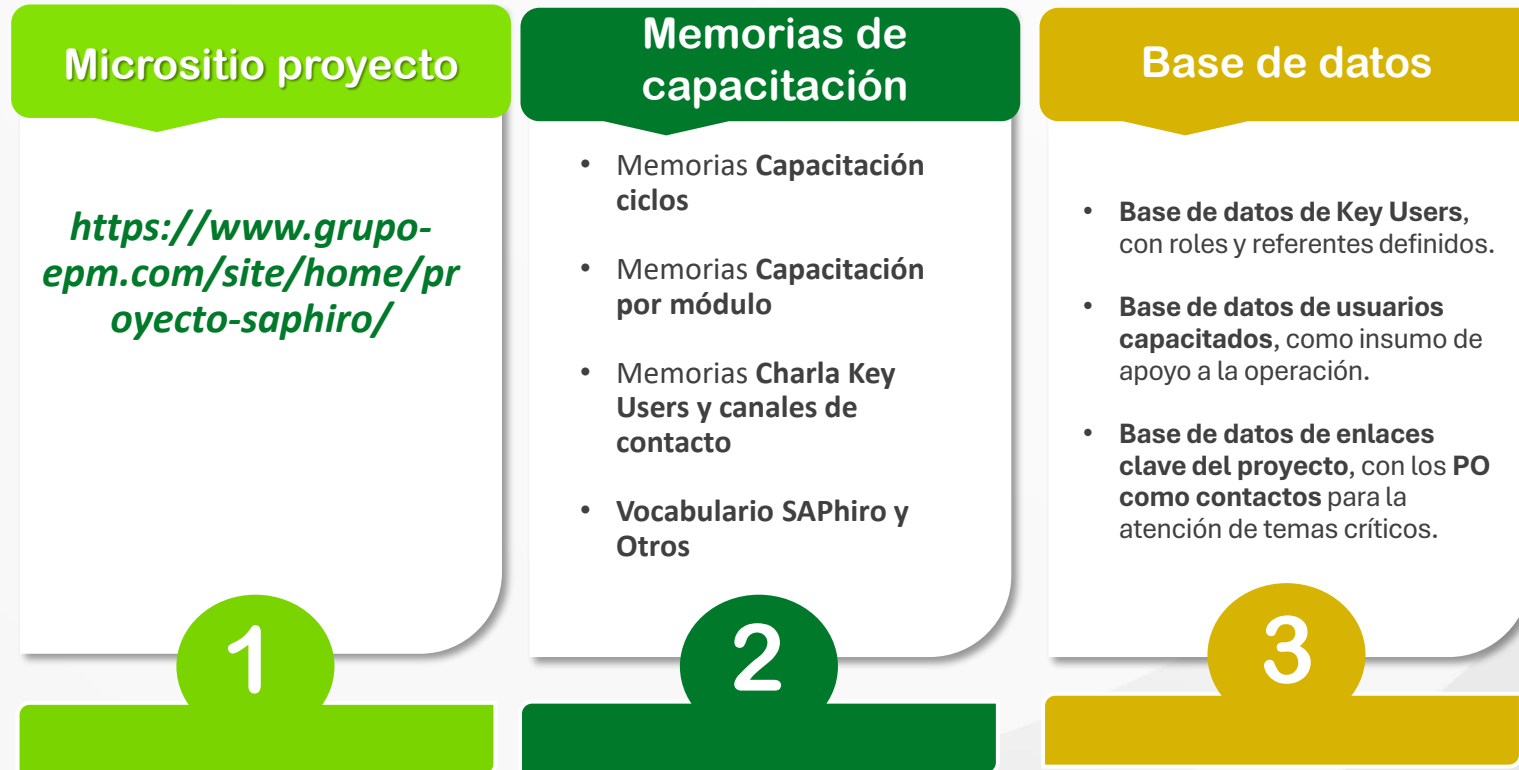 Micrositio proyecto
https://www.grupo-
epm.com/site/home/pr
oyecto-saphiro/
1
Memorias de
capacitación
• Memorias Capacitación
ciclos
• Memorias Capacitación
por módulo
• Memorias Charla Key
Users y canales de
contacto
• Vocabulario SAPhiro y
Otros
2
Base de datos
• Base de datos de Key Users,
con roles y referentes definidos.
• Base de datos de usuarios
capacitados, como insumo de
apoyo a la operación.
• Base de datos de enlaces
clave del proyecto, con los PO
como contactos para la
atención de temas críticos.
3